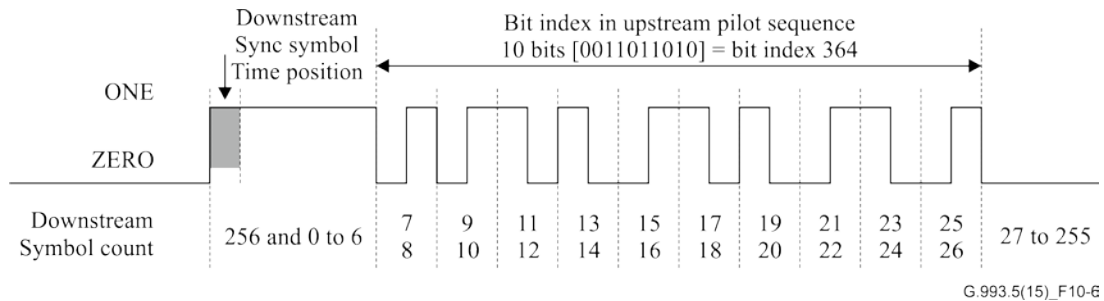 Downstream
Sync symbol
Time position
Bit index in upstream pilot sequence
10 bits [0011011010] = bit index 364
ONE
ZERO
Downstream
Symbol count
256 and 0 to 6
7 9 11 13 15 17 19 21 23 25
8 10 12 14 16 18 20 22 24 26
27 to 255
G.993.5(15)_F10-6